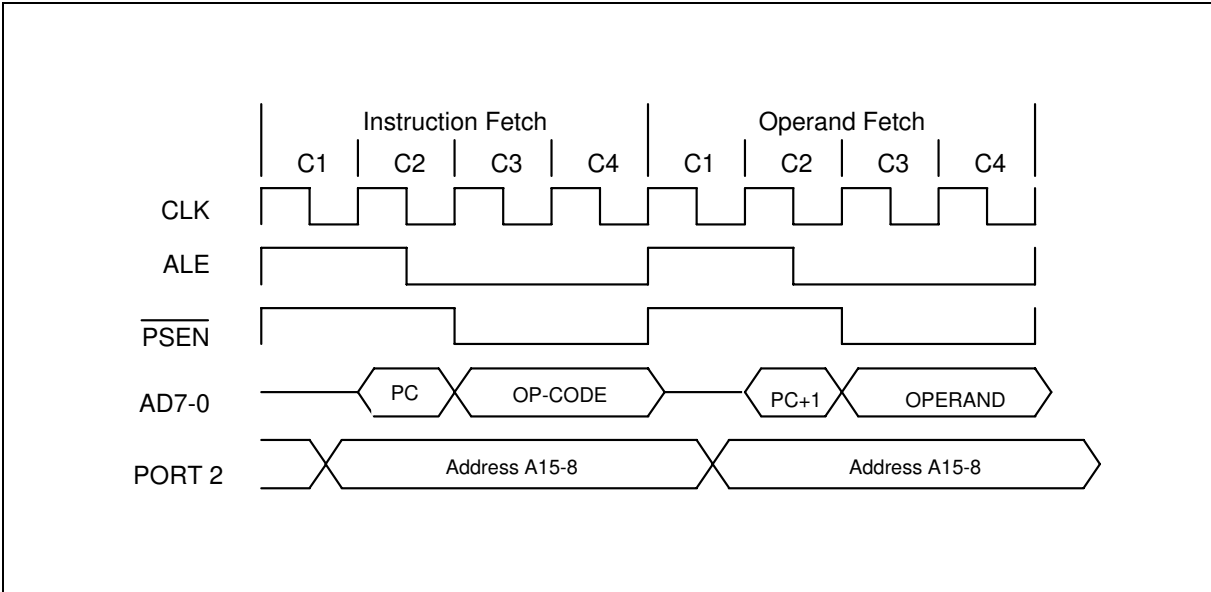 Instruction Fetch Operand Fetch
C1 C2 C3 C4 C1 C2 C3 C4
CLK
ALE
PSEN
AD7-0 PC OP-CODE PC+1 OPERAND
PORT 2 Address A15-8 Address A15-8